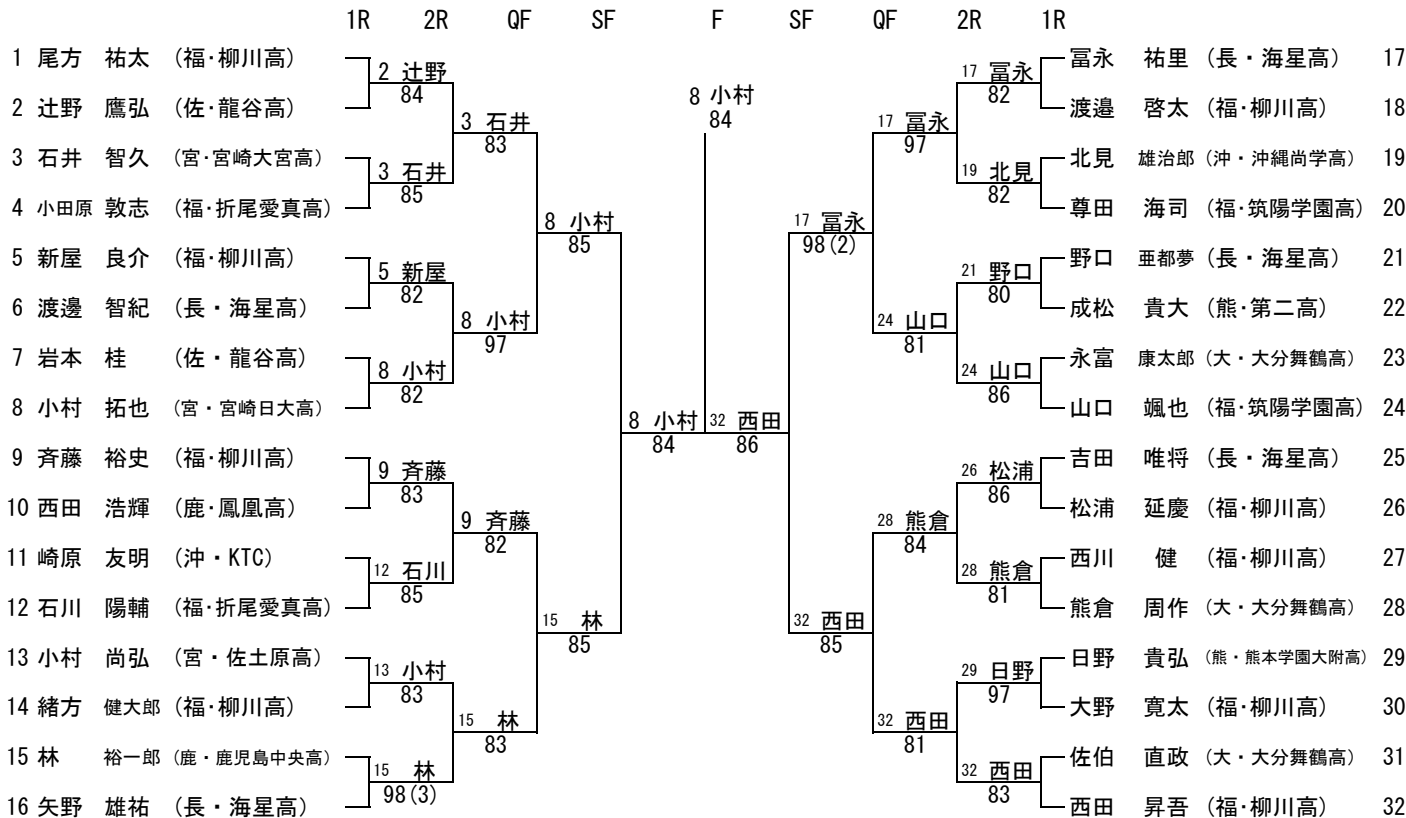 1R 2R QF SF F SF QF 2R 1R
1 尾方 祐太 (福・柳川高)
2 辻野 鷹弘 (佐・龍谷高)
3 石井 智久 (宮・宮崎大宮高)
4 小田原 敦志 (福・折尾愛真高)
5 新屋 良介 (福・柳川高)
6 渡邊 智紀 (長・海星高)
7 岩本 桂 (佐・龍谷高)
8 小村 拓也 (宮・宮崎日大高)
9 斉藤 裕史 (福・柳川高)
10 西田 浩輝 (鹿・鳳凰高)
11 崎原 友明 (沖・KTC)
12 石川 陽輔 (福・折尾愛真高)
13 小村 尚弘 (宮・佐土原高)
14 緒方 健大郎 (福・柳川高)
15 林 裕一郎 (鹿・鹿児島中央高)
16 矢野 雄祐 (長・海星高)
2 辻野
84
3 石井
85
5 新屋
82
8 小村
82
9 斉藤
83
12 石川
85
13 小村
83
15 林
98(3)
3 石井
83
8 小村
97
9 斉藤
82
15 林
83
8 小村
85
15 林
85
8 小村
84
8 小村
84
32 西田
86
17 冨永
98(2)
32 西田
85
17 冨永
97
24 山口
81
28 熊倉
84
32 西田
81
17 冨永
82
19 北見
82
21 野口
80
24 山口
86
26 松浦
86
28 熊倉
81
29 日野
97
32 西田
83
冨永 祐里 (長・海星高) 17
渡邉 啓太 (福・柳川高) 18
北見 雄治郎 (沖・沖縄尚学高) 19
尊田 海司 (福・筑陽学園高) 20
野口 亜都夢 (長・海星高) 21
成松 貴大 (熊・第二高) 22
永富 康太郎 (大・大分舞鶴高) 23
山口 颯也 (福・筑陽学園高) 24
吉田 唯将 (長・海星高) 25
松浦 延慶 (福・柳川高) 26
西川 健 (福・柳川高) 27
熊倉 周作 (大・大分舞鶴高) 28
日野 貴弘 (熊・熊本学園大附高) 29
大野 寛太 (福・柳川高) 30
佐伯 直政 (大・大分舞鶴高) 31
西田 昇吾 (福・柳川高) 32